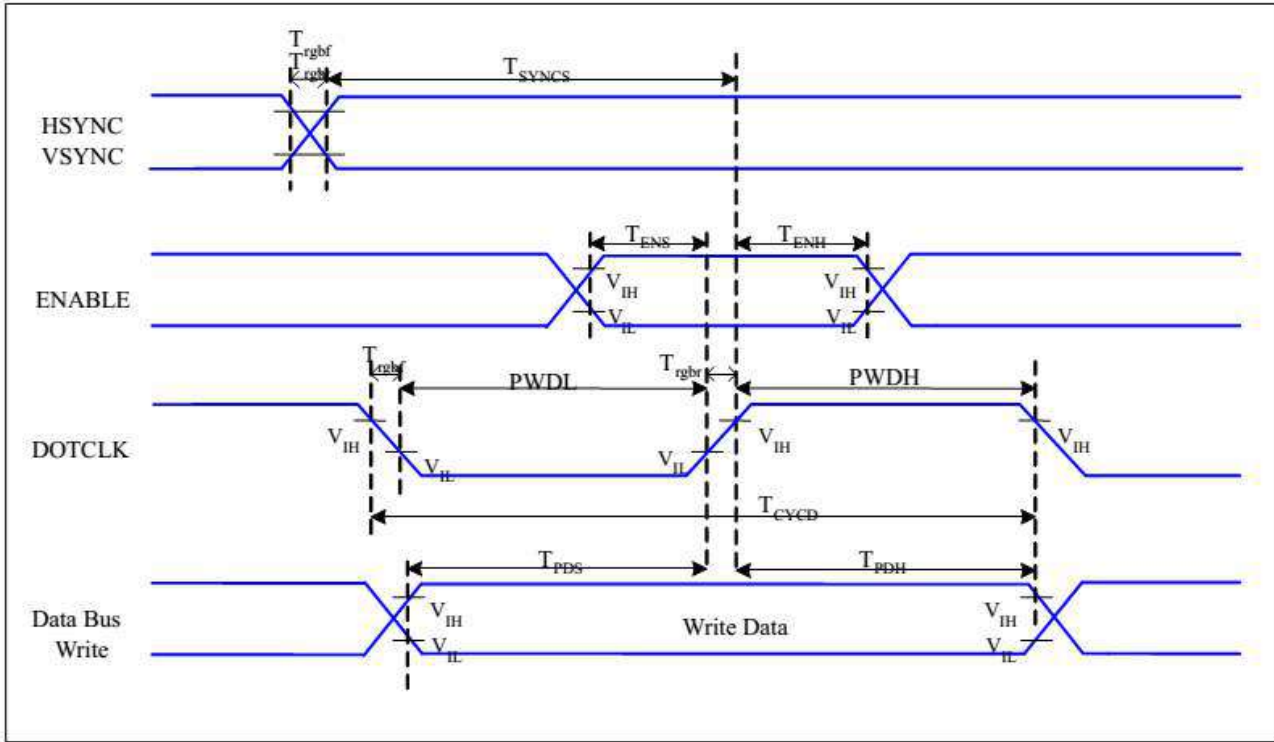 Trgbf
Trgbr TSYNCS
HSYNC
VSYNC
TENS TENH
ENABLE
VIH VIH
VIL VIL
Trgbf PWDL Trgbr PWDH
DOTCLK
VIH VIL VIL VIH VIH
TCYCD
TPDS TPDH
Data Bus
Write
VIH Write Data VIH
VIL VIL